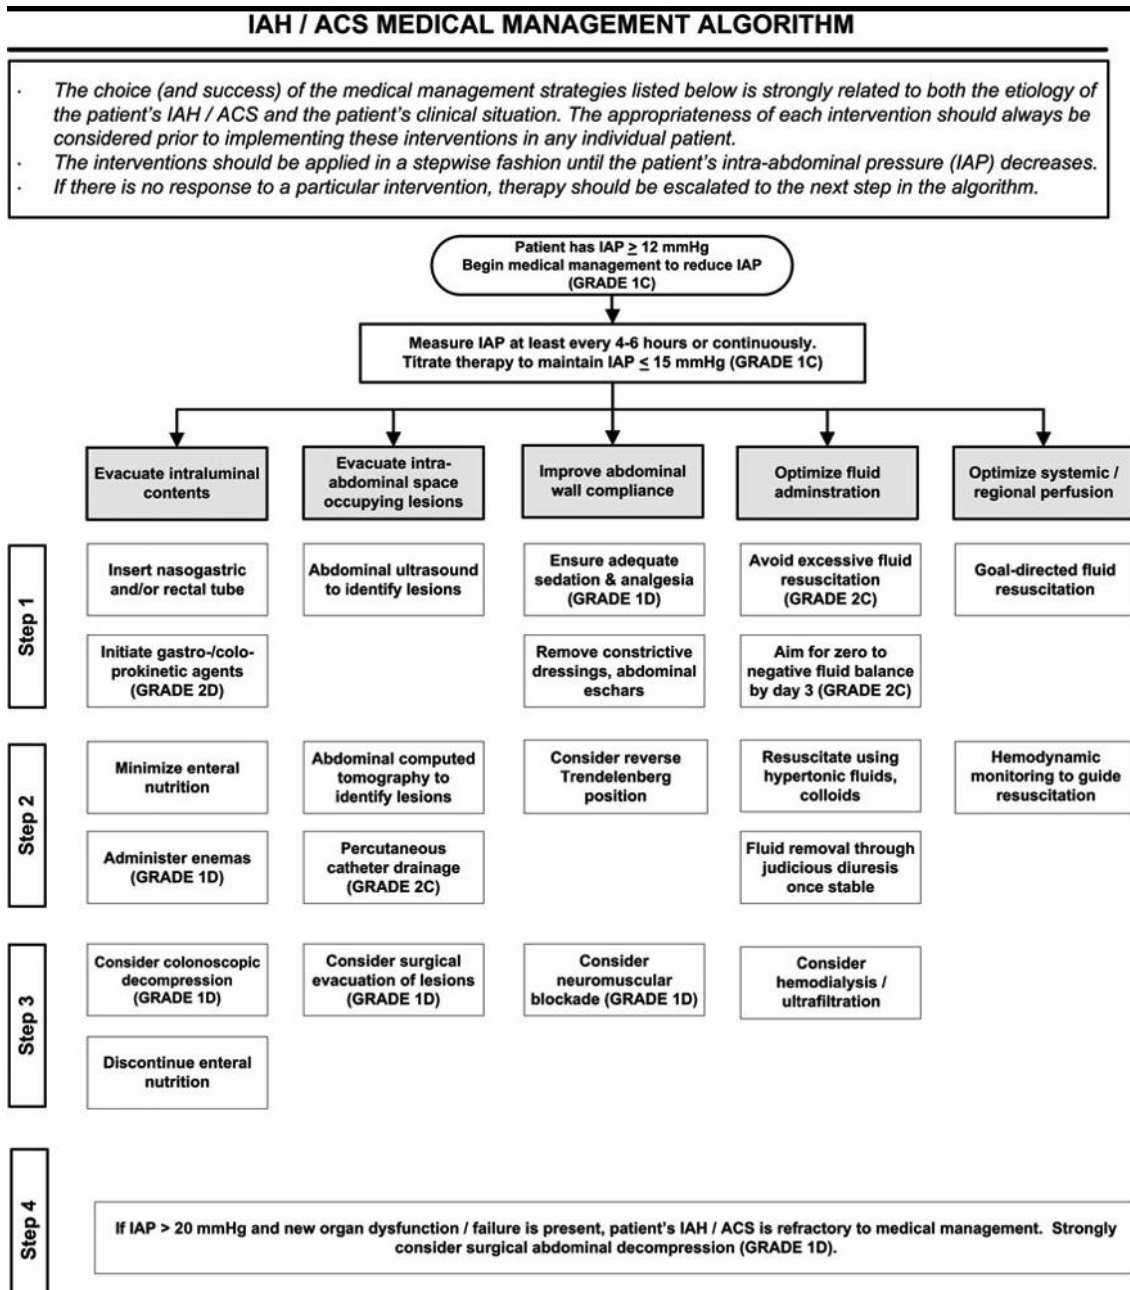 IAH / ACS MEDICAL MANAGEMENT ALGORITHM
· The choice (and success) of the medical management strategies listed below is strongly related to both the etiology of
the patient's IAH / ACS and the patient's clinical situation. The appropriateness of each intervention should always be
considered prior to implementing these interventions in any individual patient.
· The interventions should be applied in a stepwise fashion until the patient's intra-abdominal pressure (IAP) decreases.
· If there is no response to a particular intervention, therapy should be escalated to the next step in the algorithm.
Patient has IAP ≥ 12 mmHg
Begin medical management to reduce IAP
(GRADE 1C)
Measure IAP at least every 4-6 hours or continuously.
Titrate therapy to maintain IAP ≤ 15 mmHg (GRADE 1C)
Evacuate intraluminal
contents
Evacuate intra-
abdominal space
occupying lesions
Improve abdominal
wall compliance
Optimize fluid
adminstration
Optimize systemic /
regional perfusion
Step 1
Insert nasogastric
and/or rectal tube
Abdominal ultrasound
to identify lesions
Ensure adequate
sedation & analgesia
(GRADE 1D)
Avoid excessive fluid
resuscitation
(GRADE 2C)
Goal-directed fluid
resuscitation
Initiate gastro-/colo-
prokinetic agents
(GRADE 2D)
Remove constrictive
dressings, abdominal
eschars
Aim for zero to
negative fluid balance
by day 3 (GRADE 2C)
Step 2
Minimize enteral
nutrition
Abdominal computed
tomography to
identify lesions
Consider reverse
Trendelenberg
position
Resuscitate using
hypertonic fluids,
colloids
Hemodynamic
monitoring to guide
resuscitation
Administer enemas
(GRADE 1D)
Percutaneous
catheter drainage
(GRADE 2C)
Fluid removal through
judicious diuresis
once stable
Step 3
Consider colonoscopic
decompression
(GRADE 1D)
Consider surgical
evacuation of lesions
(GRADE 1D)
Consider
neuromuscular
blockade (GRADE 1D)
Consider
hemodialysis /
ultrafiltration
Discontinue enteral
nutrition
Step 4
If IAP > 20 mmHg and new organ dysfunction / failure is present, patient's IAH / ACS is refractory to medical management. Strongly
consider surgical abdominal decompression (GRADE 1D).